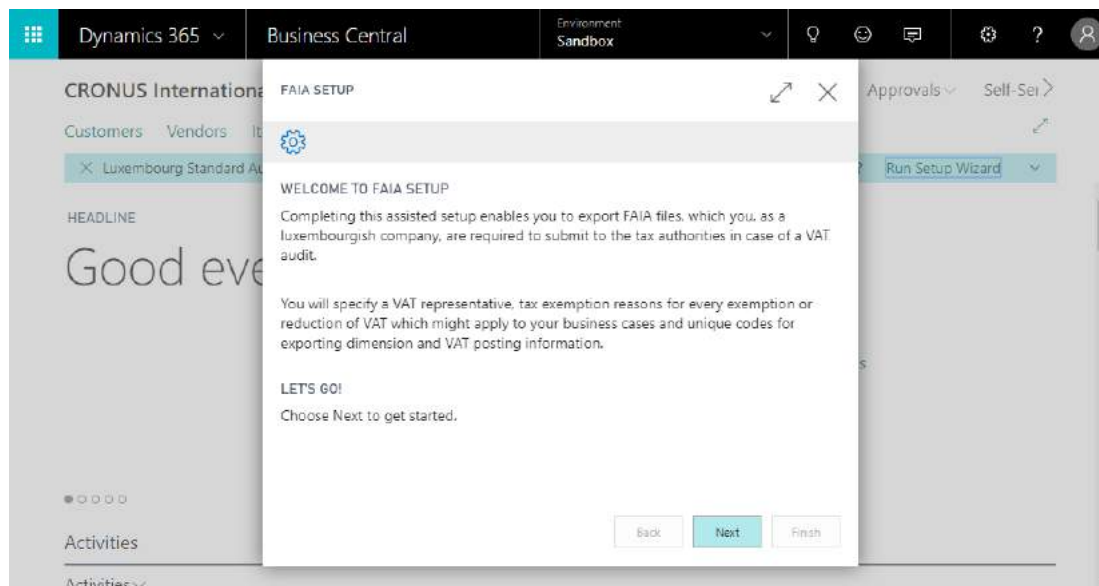 Dynamics 365
Business Central
Environment
Sandbox
?
CRONUS Internationa
Approvals
Self-Ser
Customers Vendors It
Luxembourg Standard Au
?
Run Setup Wizard
HEADLINE
Good eve
FAIA SETUP
WELCOME TO FAIA SETUP
Completing this assisted setup enables you to export FAIA files, which you, as a
luxembourgish company, are required to submit to the tax authorities in case of a VAT
audit.
You will specify a VAT representative, tax exemption reasons for every exemption or
reduction of VAT which might apply to your business cases and unique codes for
exporting dimension and VAT posting information.
s
LET'S GO!
Choose Next to get started.
Back
Next
Finish
Activities
Activities